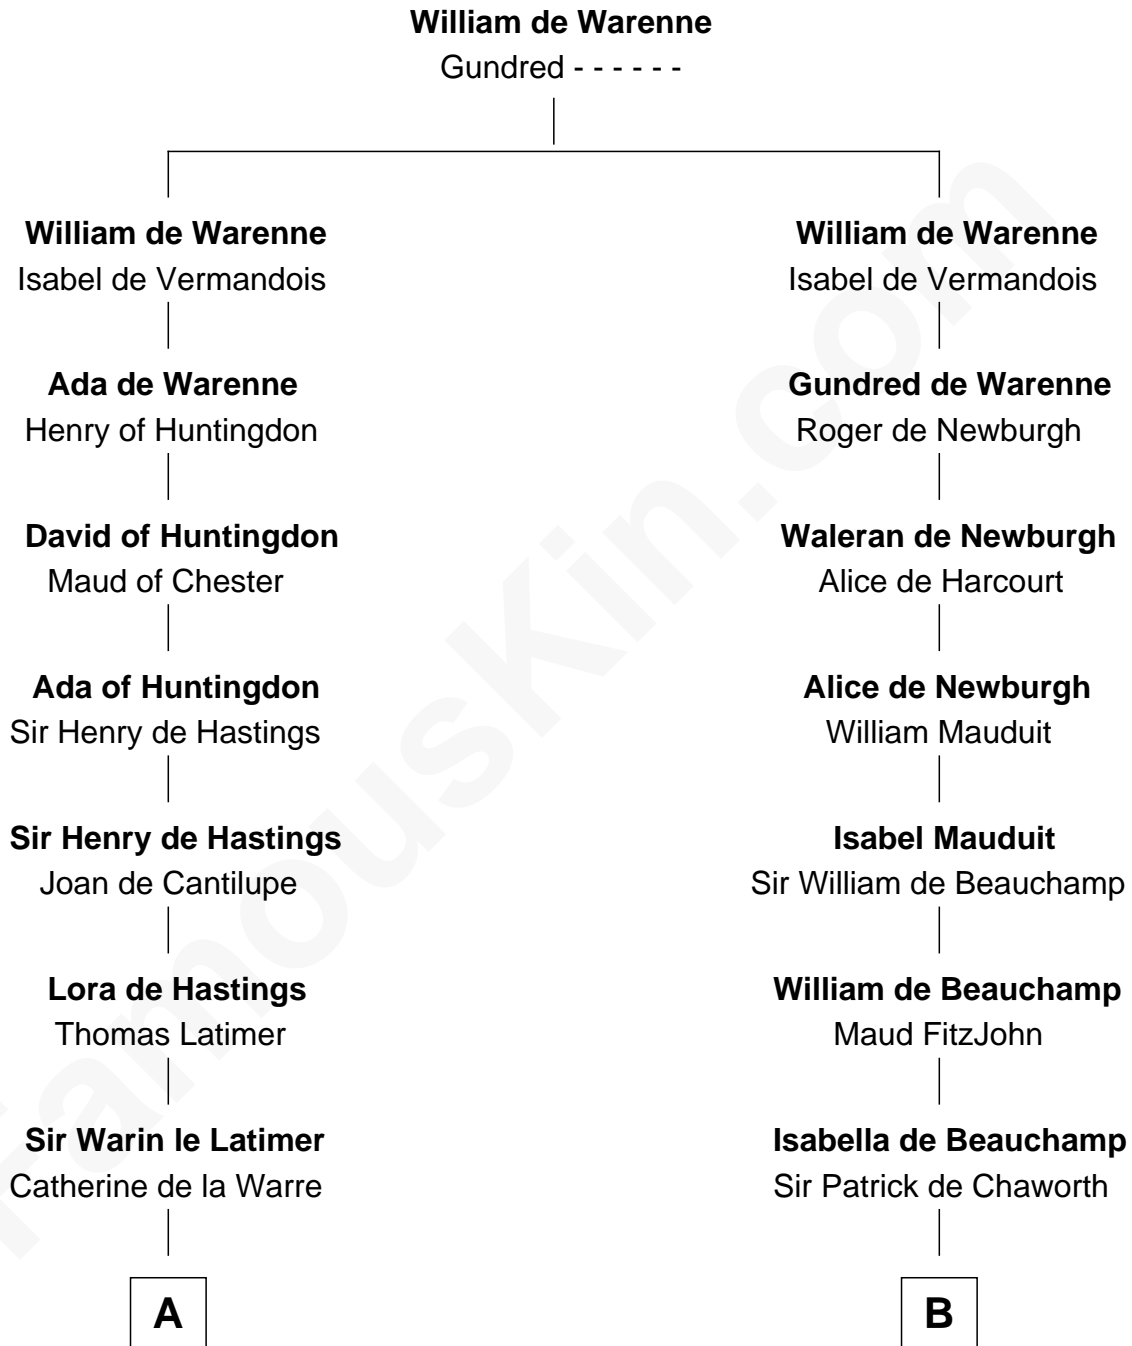 William de Warenne
Gundred - - - - - -
William de Warenne
Isabel de Vermandois
Ada de Warenne
Henry of Huntingdon
David of Huntingdon
Maud of Chester
Ada of Huntingdon
Sir Henry de Hastings
Sir Henry de Hastings
Joan de Cantilupe
Lora de Hastings
Thomas Latimer
Sir Warin le Latimer
Catherine de la Warre
A
William de Warenne
Isabel de Vermandois
Gundred de Warenne
Roger de Newburgh
Waleran de Newburgh
Alice de Harcourt
Alice de Newburgh
William Mauduit
Isabel Mauduit
Sir William de Beauchamp
William de Beauchamp
Maud FitzJohn
Isabella de Beauchamp
Sir Patrick de Chaworth
B
FamousKin.com